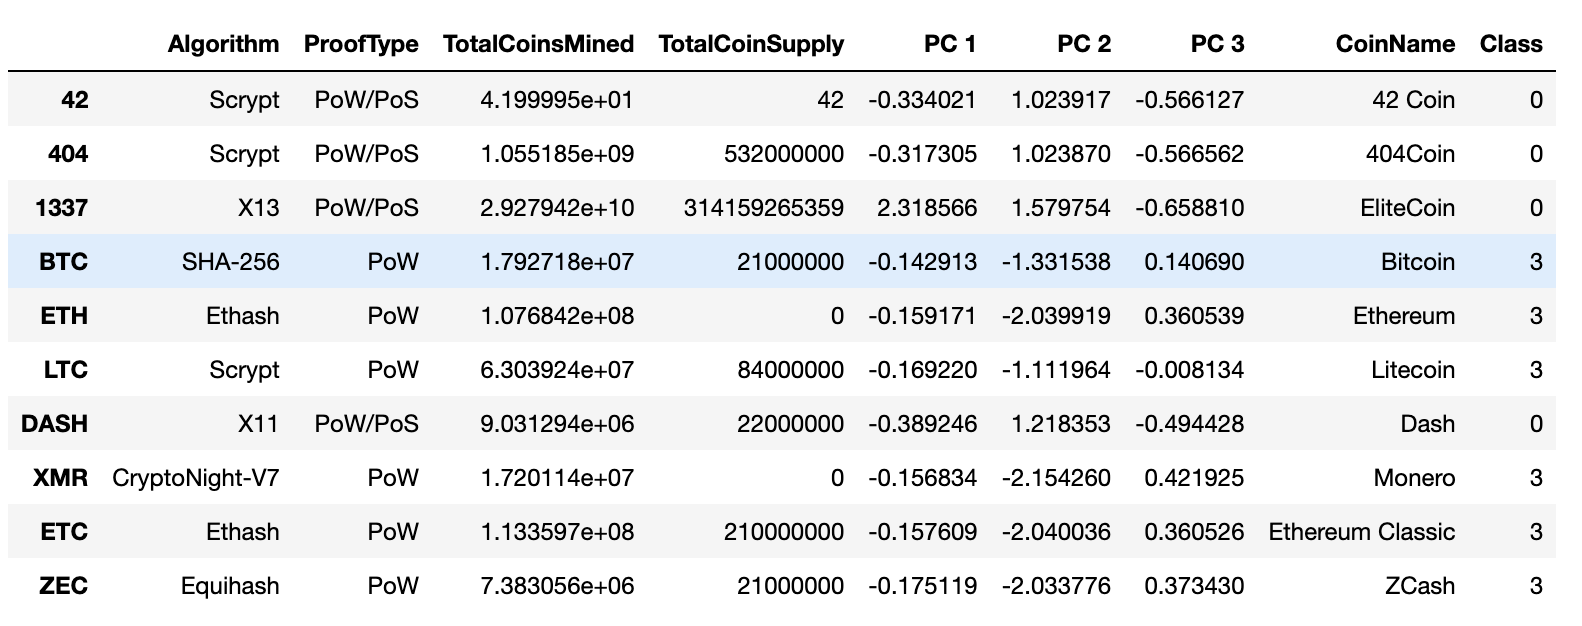 Algorithm ProofType TotalCoinsMined TotalCoinSupply PC 1 PC 2 PC 3 CoinName Class
42 Scrypt PoW/PoS 4.199995e+01 42 -0.334021 1.023917 -0.566127 42 Coin 0
404 Scrypt PoW/PoS 1.055185e+09 532000000 -0.317305 1.023870 -0.566562 404Coin 0
1337 X13 PoW/PoS 2.927942e+10 314159265359 2.318566 1.579754 -0.658810 EliteCoin 0
BTC SHA-256 PoW 1.792718e+07 21000000 -0.142913 -1.331538 0.140690 Bitcoin 3
ETH Ethash PoW 1.076842e+08 0 -0.159171 -2.039919 0.360539 Ethereum 3
LTC Scrypt PoW 6.303924e+07 84000000 -0.169220 -1.111964 -0.008134 Litecoin 3
DASH X11 PoW/PoS 9.031294e+06 22000000 -0.389246 1.218353 -0.494428 Dash 0
XMR CryptoNight-V7 PoW 1.720114e+07 0 -0.156834 -2.154260 0.421925 Monero 3
ETC Ethash PoW 1.133597e+08 210000000 -0.157609 -2.040036 0.360526 Ethereum Classic 3
ZEC Equihash PoW 7.383056e+06 21000000 -0.175119 -2.033776 0.373430 ZCash 3